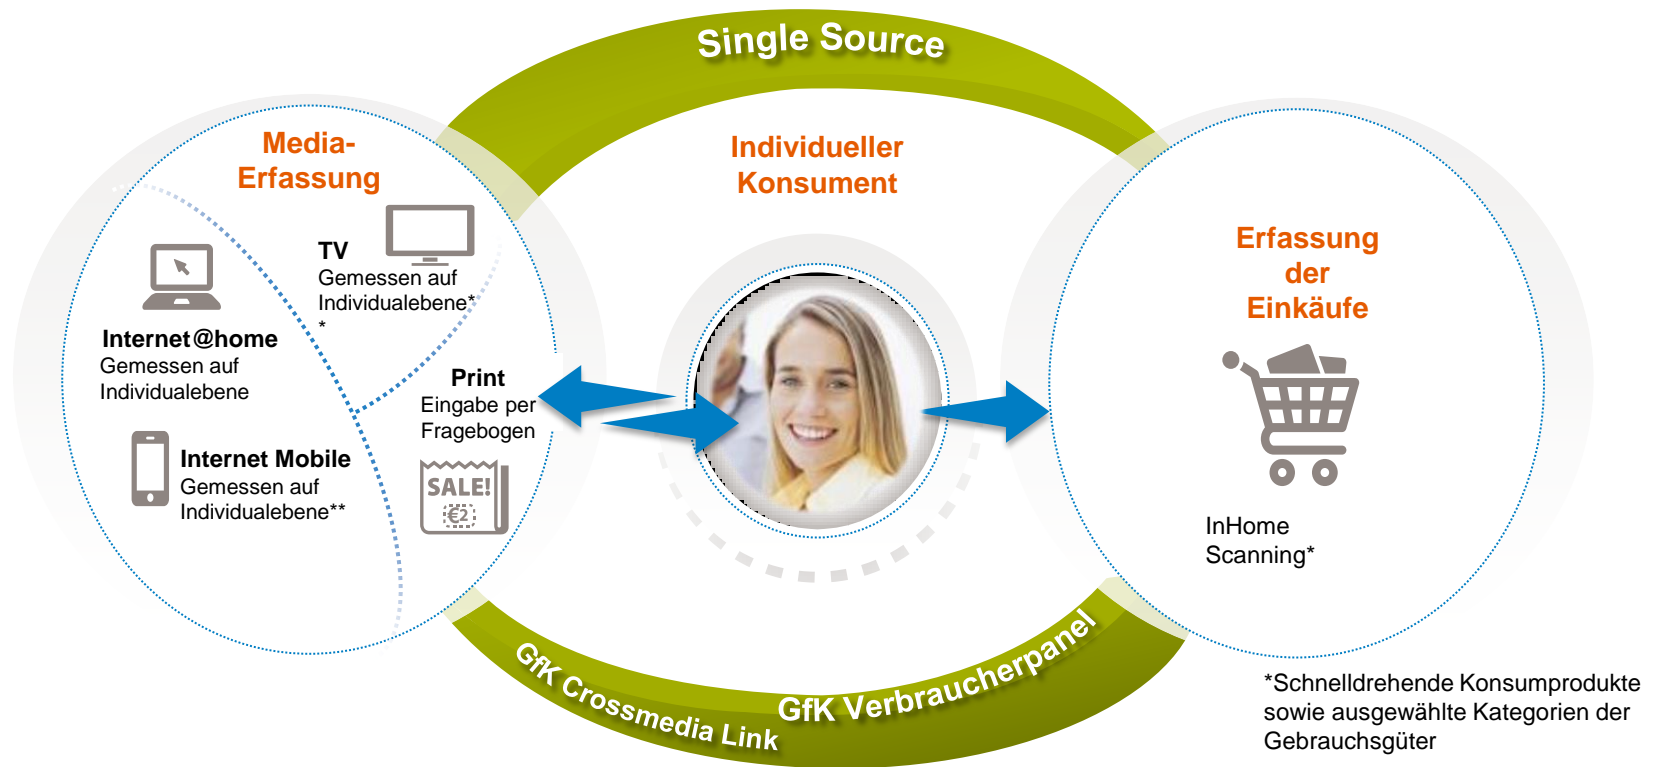 Single Source
Media-
Erfassung
TV
Gemessen auf
Individualebene*
*
Internet@home
Gemessen auf
Individualebene
Print
Eingabe per
Fragebogen
Internet Mobile
Gemessen auf
Individualebene**
SALE!
€2
Individueller
Konsument
Erfassung
der
Einkäufe
InHome
Scanning*
GfK Crossmedia Link
GfK Verbraucherpanel
*Schnelldrehende Konsumprodukte
sowie ausgewählte Kategorien der
Gebrauchsgüter